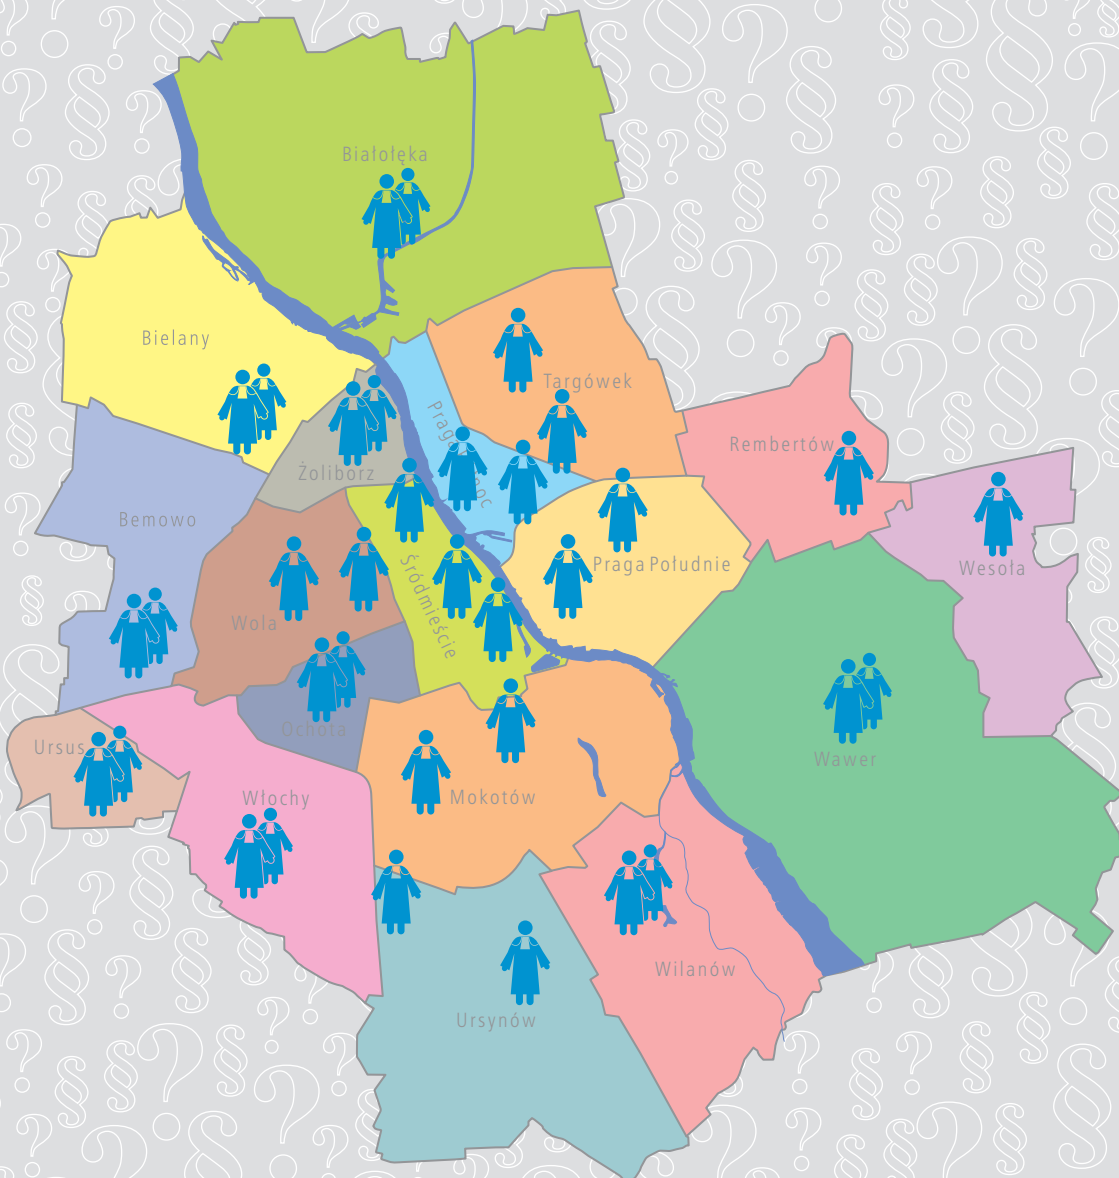 Białołęka
Bielany
Targówek
Praga
Rembertów
Żoliborz
Bemowo
Śródmieście
Praga Południe
Wesoła
Wola
Ochota
Ursus
Wawer
Włochy
Mokotów
Wilanów
Ursynów